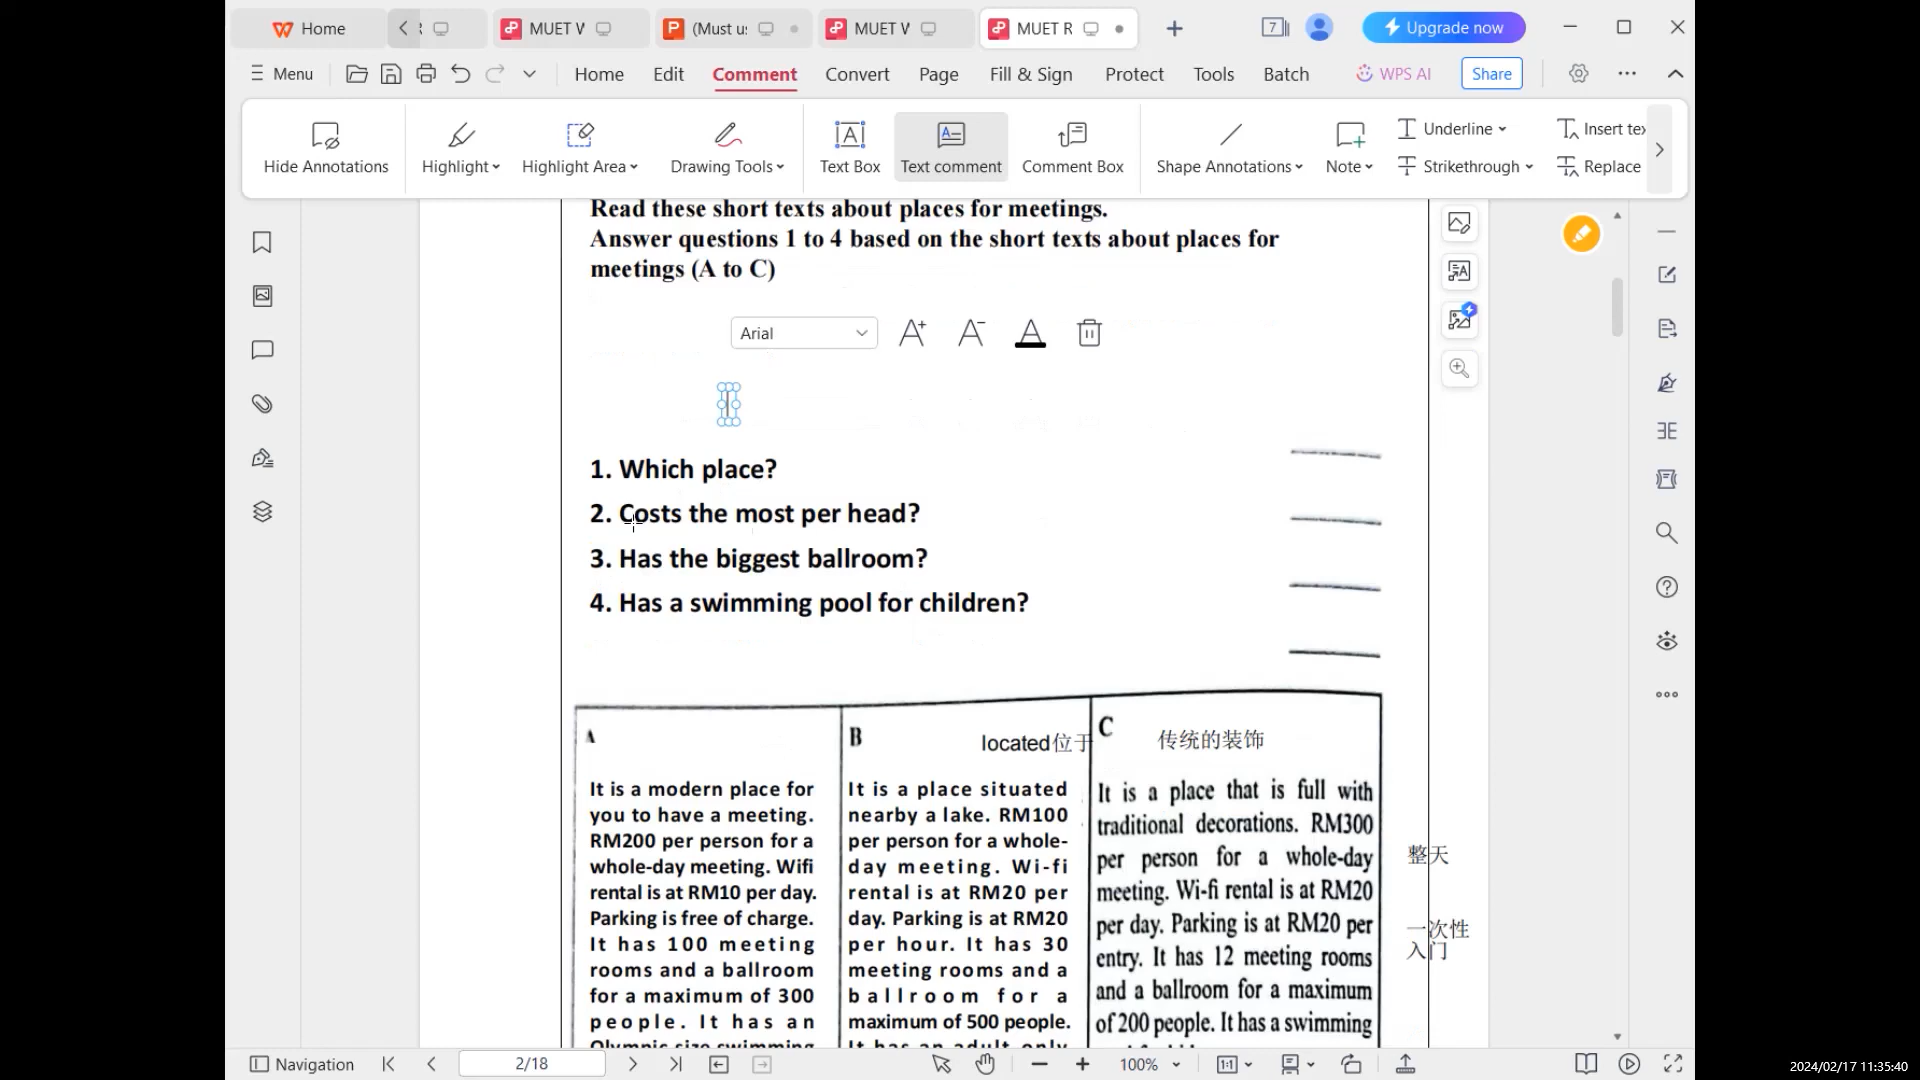 Home
MUET V
(Must u:
MUET V
MUET R
7
Upgrade now
Menu
Home
Edit
Comment
Convert
Page
Fill & Sign
Protect
Tools
Batch
WPS AI
Share
Hide Annotations
Highlight
Highlight Area
Drawing Tools
Text Box
Text comment
Comment Box
Shape Annotations
Note
Underline
Strikethrough
Insert tex
Replace
Read these short texts about places for meetings.
Answer questions 1 to 4 based on the short texts about places for
meetings (A to C)
Arial
1. Which place?
2. Costs the most per head?
3. Has the biggest ballroom?
4. Has a swimming pool for children?
A
It is a modern place for
you to have a meeting.
RM200 per person for a
whole-day meeting. Wifi
rental is at RM10 per day.
Parking is free of charge.
It has 100 meeting
rooms and a ballroom
for a maximum of 300
people. It has an
Olympic size swimming
B
located位于
It is a place situated
nearby a lake. RM100
per person for a whole-
day meeting. Wi-fi
rental is at RM20 per
day. Parking is at RM20
per hour. It has 30
meeting rooms and a
ballroom for a
maximum of 500 people.
It has an adult only
C
传统的装饰
It is a place that is full with
traditional decorations. RM300
per person for a whole-day
meeting. Wi-fi rental is at RM20
per day. Parking is at RM20 per
entry. It has 12 meeting rooms
and a ballroom for a maximum
of 200 people. It has a swimming
整天
一次性
入门
Navigation
2/18
100%
2024/02/17 11:35:40